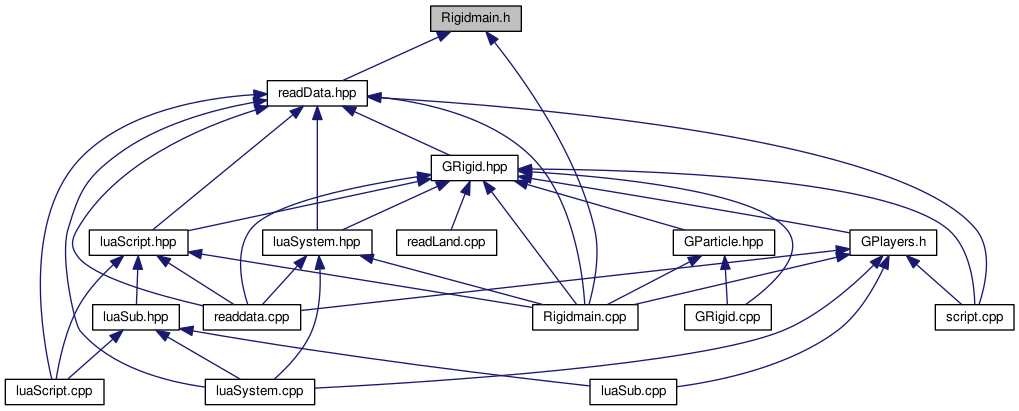 Rigidmain.h
readData.hpp
GRigid.hpp
luaScript.hpp
luaSystem.hpp
readLand.cpp
GParticle.hpp
GPlayers.h
luaSub.hpp
readdata.cpp
Rigidmain.cpp
GRigid.cpp
script.cpp
luaScript.cpp
luaSystem.cpp
luaSub.cpp